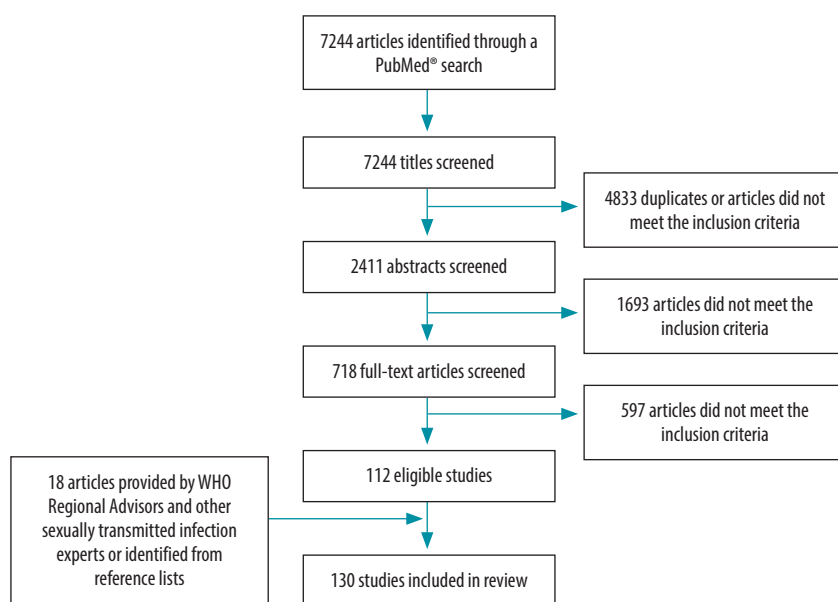 7244 articles identified through a
PubMed® search
7244 titles screened
4833 duplicates or articles did not
meet the inclusion criteria
2411 abstracts screened
1693 articles did not meet the
inclusion criteria
718 full-text articles screened
597 articles did not meet the
inclusion criteria
112 eligible studies
18 articles provided by WHO
Regional Advisors and other
sexually transmitted infection
experts or identified from
reference lists
130 studies included in review